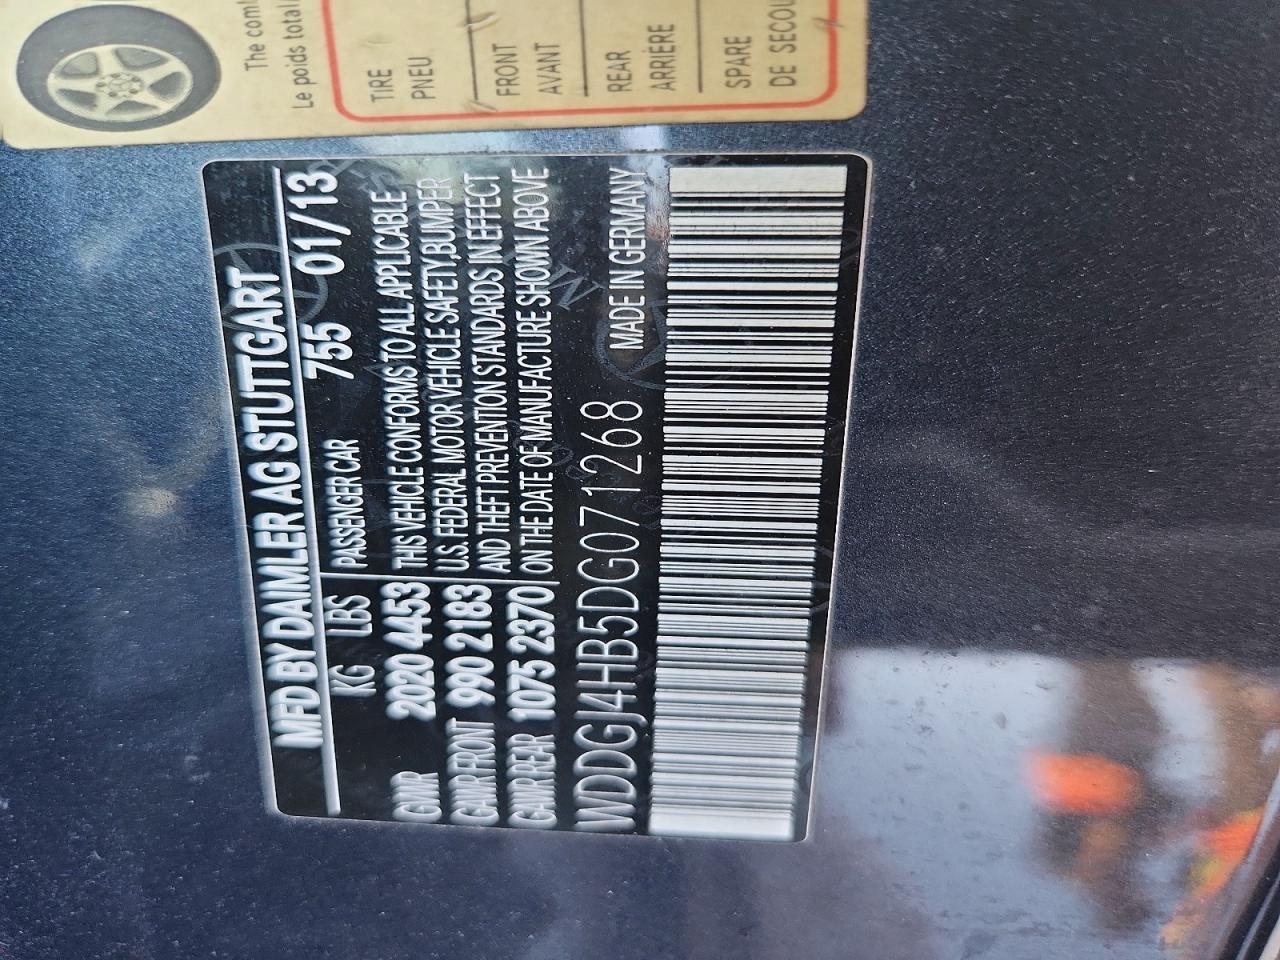 The com
Le poids total
TIRE
PNEU
FRONT
AVANT
REAR
ARRIÈRE
SPARE
DE SECOU
MFD BY DAIMLER AG STUTTGART
KG LBS PASSENGER CAR 755 01/13
GVWR 2020 4453 THIS VEHICLE CONFORMS TO ALL APPLICABLE
GAWR FRONT 990 2183 U.S. FEDERAL MOTOR VEHICLE SAFETY,BUMPER
GAWR REAR 1075 2370 AND THEFT PREVENTION STANDARDS IN EFFECT
ON THE DATE OF MANUFACTURE SHOWN ABOVE
WDDGJ4HB5DG071268 MADE IN GERMANY